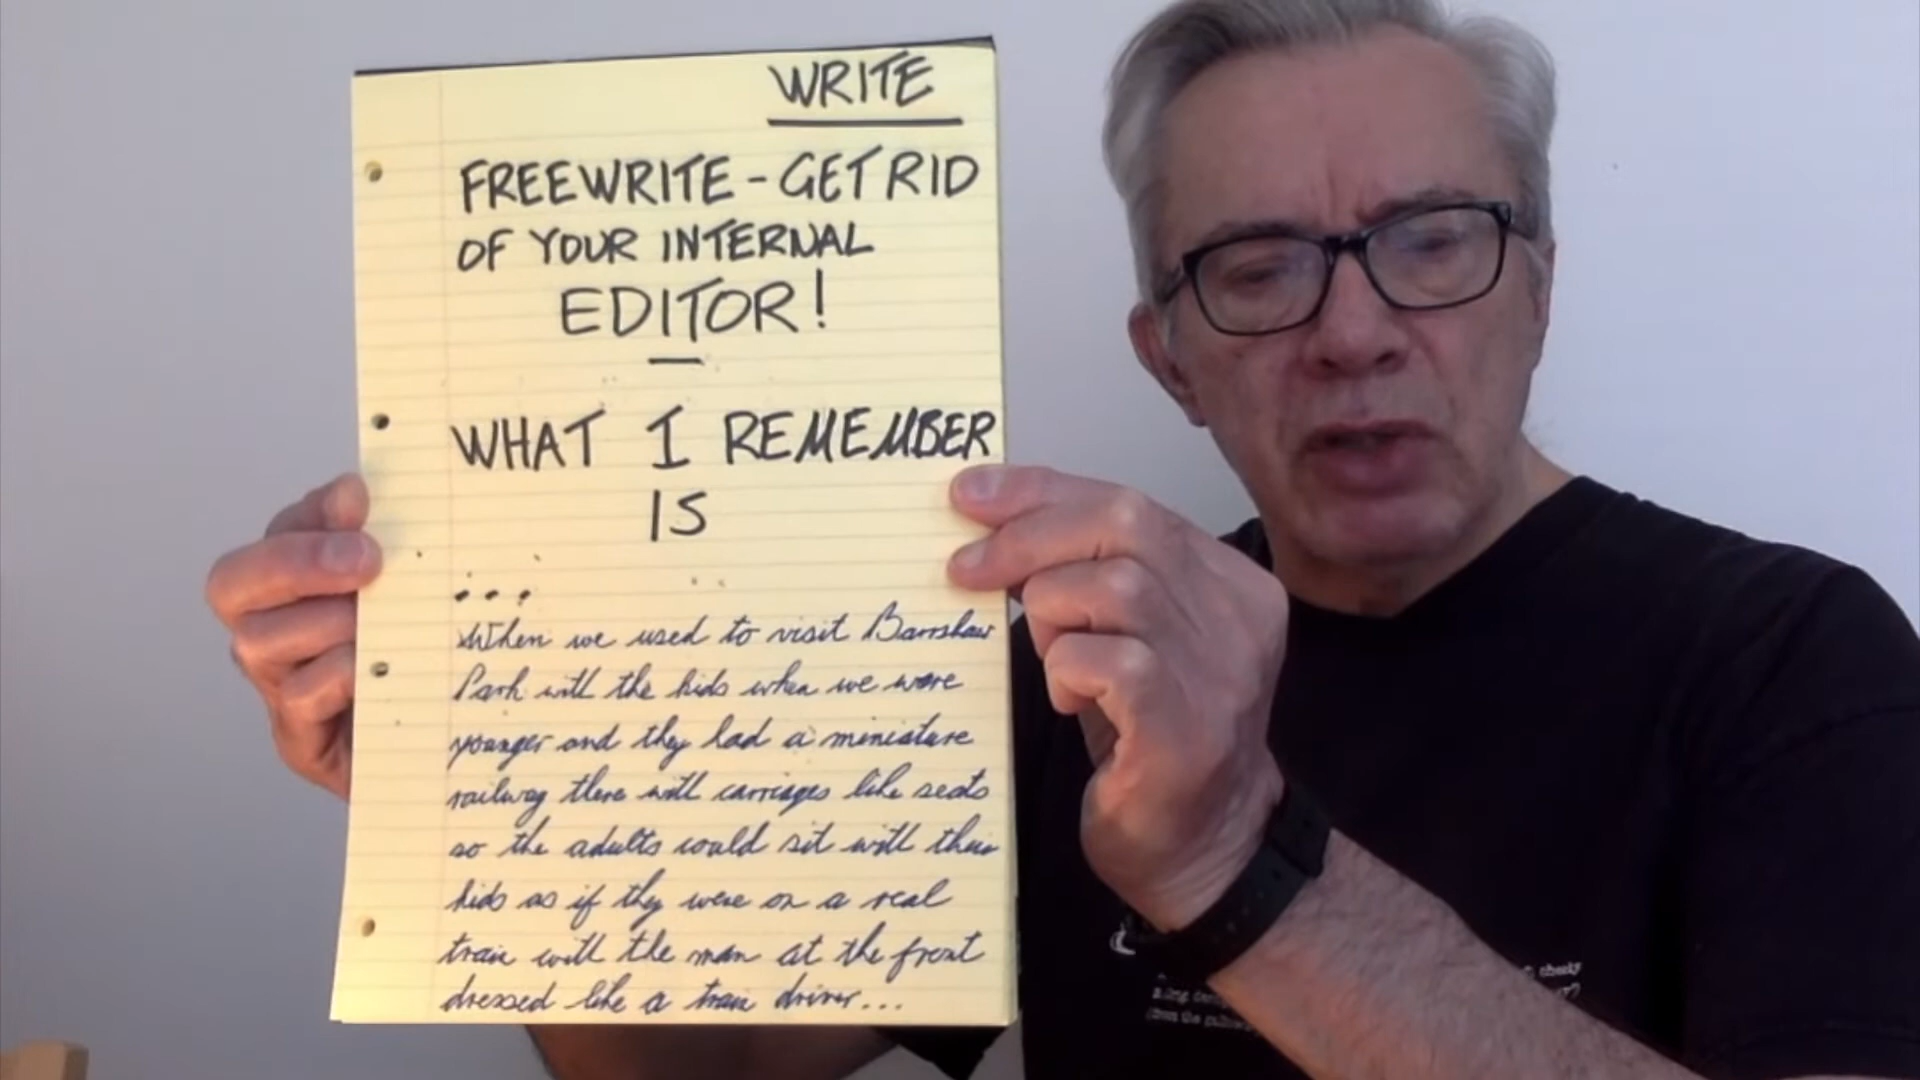 WRITE
FREEWRITE - GET RID
OF YOUR INTERNAL
EDITOR!
WHAT I REMEMBER
IS
...
When we used to visit Barrshaw
Park with the kids when we were
younger and they had a miniature
railway there with carriages like seats
so the adults could sit with their
kids as if they were on a real
train with the man at the front
dressed like a train driver...
cheeky